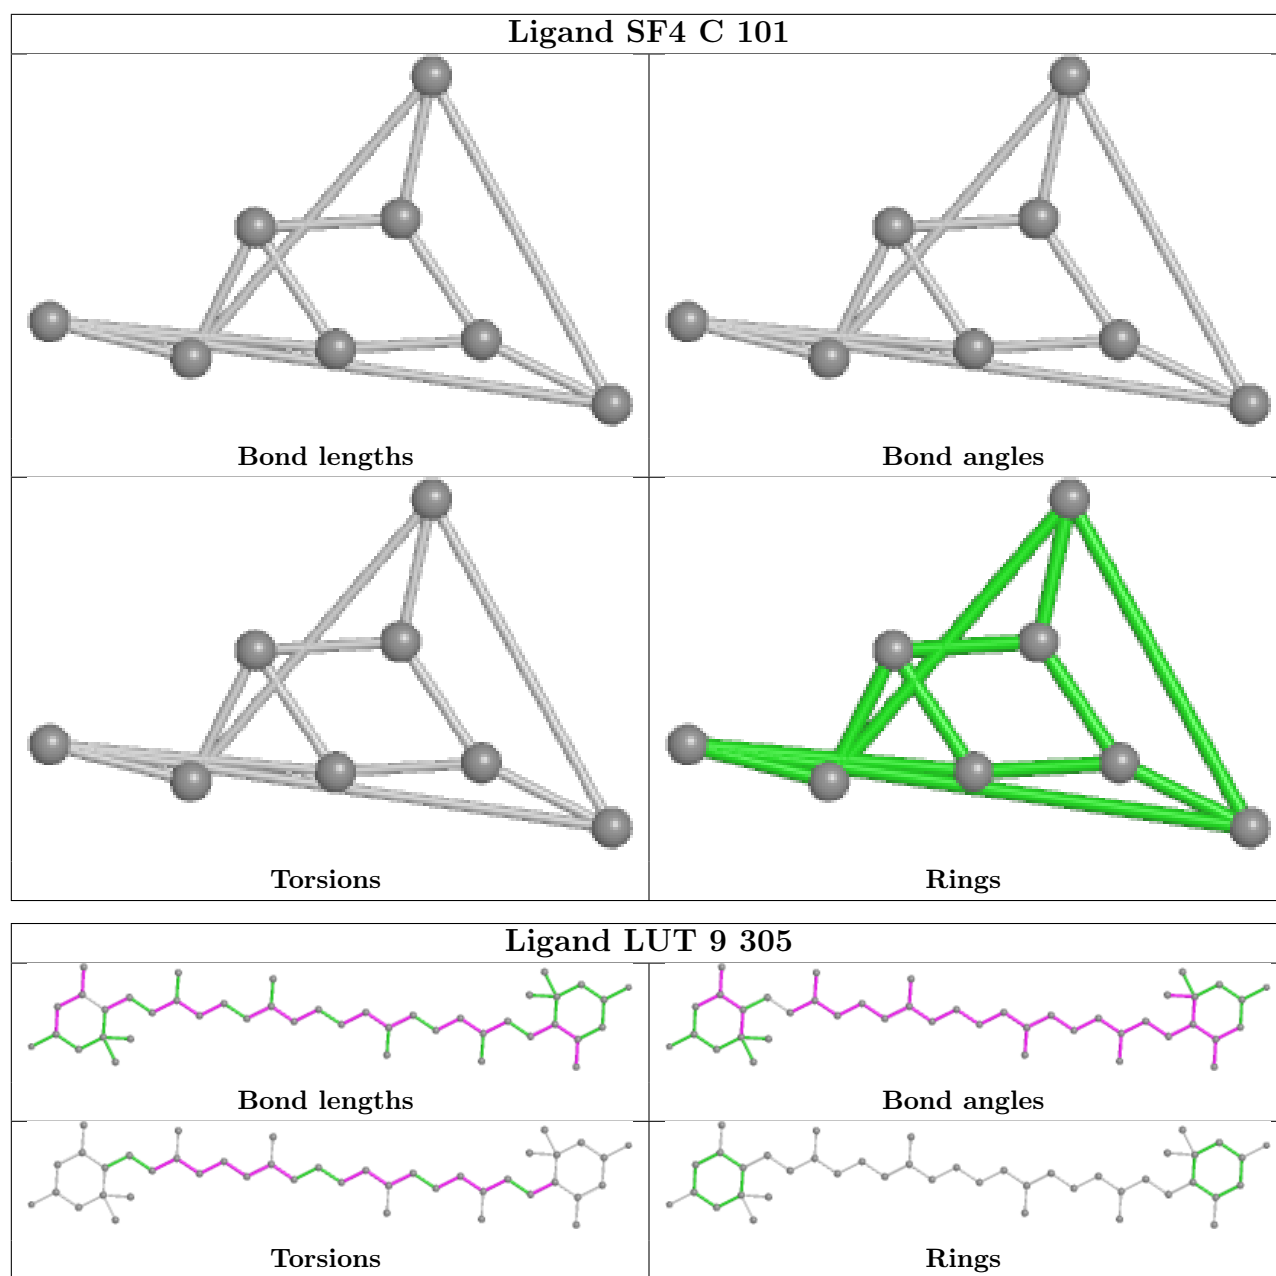 Ligand SF4 C 101
Bond lengths
Bond angles
Torsions
Rings
Ligand LUT 9 305
Bond lengths
Bond angles
Torsions
Rings